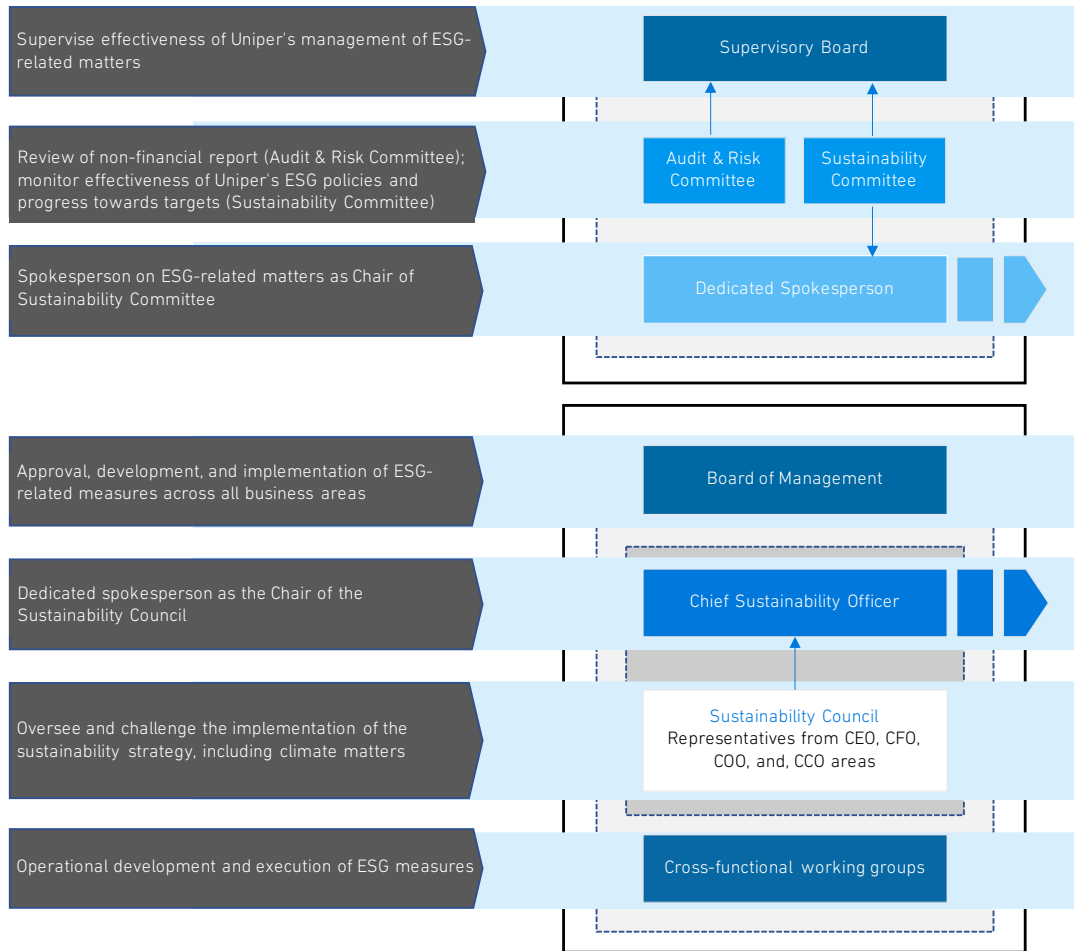 Supervise effectiveness of Uniper's management of ESG-
related matters
Supervisory Board
Review of non-financial report (Audit & Risk Committee);
monitor effectiveness of Uniper's ESG policies and
progress towards targets (Sustainability Committee)
Audit & Risk
Committee
Sustainability
Committee
Spokesperson on ESG-related matters as Chair of
Sustainability Committee
Dedicated Spokesperson
Approval, development, and implementation of ESG-
related measures across all business areas
Board of Management
Dedicated spokesperson as the Chair of the
Sustainability Council
Chief Sustainability Officer
Oversee and challenge the implementation of the
sustainability strategy, including climate matters
Sustainability Council
Representatives from CEO, CFO,
COO, and, CCO areas
Operational development and execution of ESG measures
Cross-functional working groups